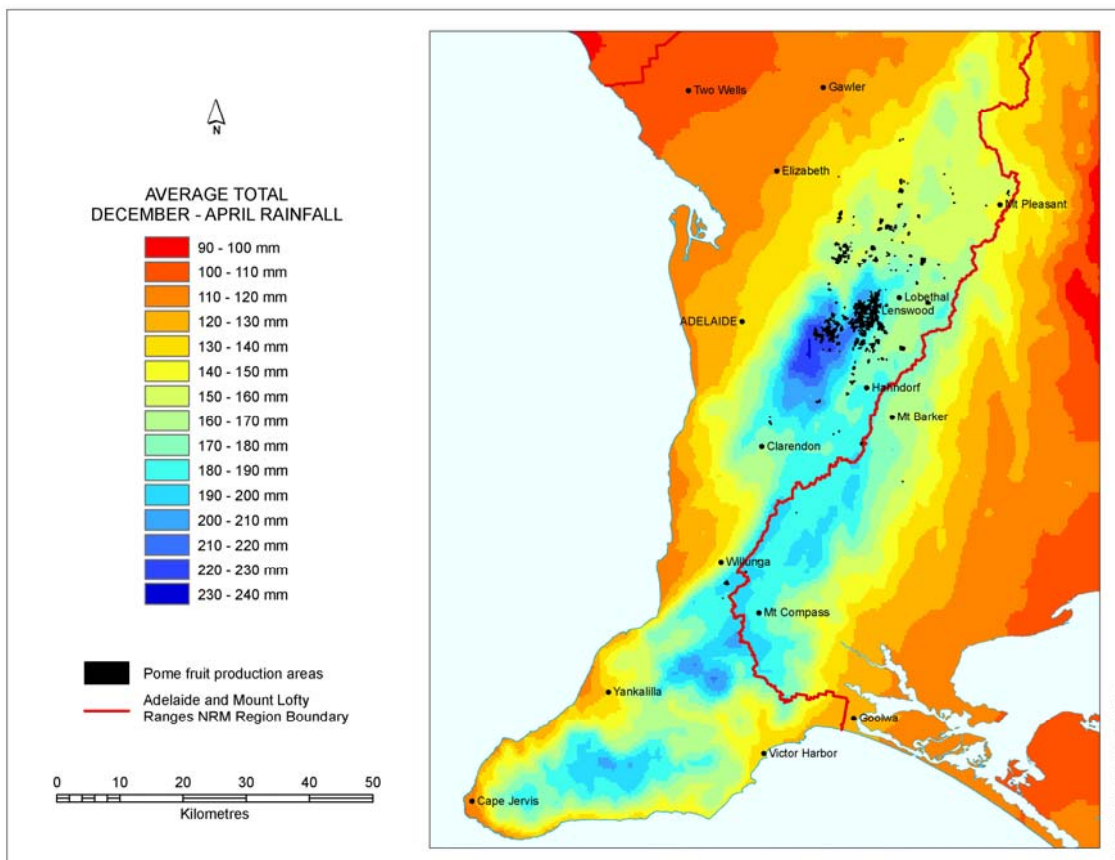 N
AVERAGE TOTAL
DECEMBER - APRIL RAINFALL
90 - 100 mm
100 - 110 mm
110 - 120 mm
120 - 130 mm
130 - 140 mm
140 - 150 mm
150 - 160 mm
160 - 170 mm
170 - 180 mm
180 - 190 mm
190 - 200 mm
200 - 210 mm
210 - 220 mm
220 - 230 mm
230 - 240 mm
Pome fruit production areas
Adelaide and Mount Lofty
Ranges NRM Region Boundary
0 10 20 30 40 50
Kilometres
Two Wells
Gawler
Elizabeth
Mt Pleasant
Lobethal
Lenswood
ADELAIDE
Hahndorf
Mt Barker
Clarendon
Willunga
Mt Compass
Yankalilla
Goolwa
Victor Harbor
Cape Jervis